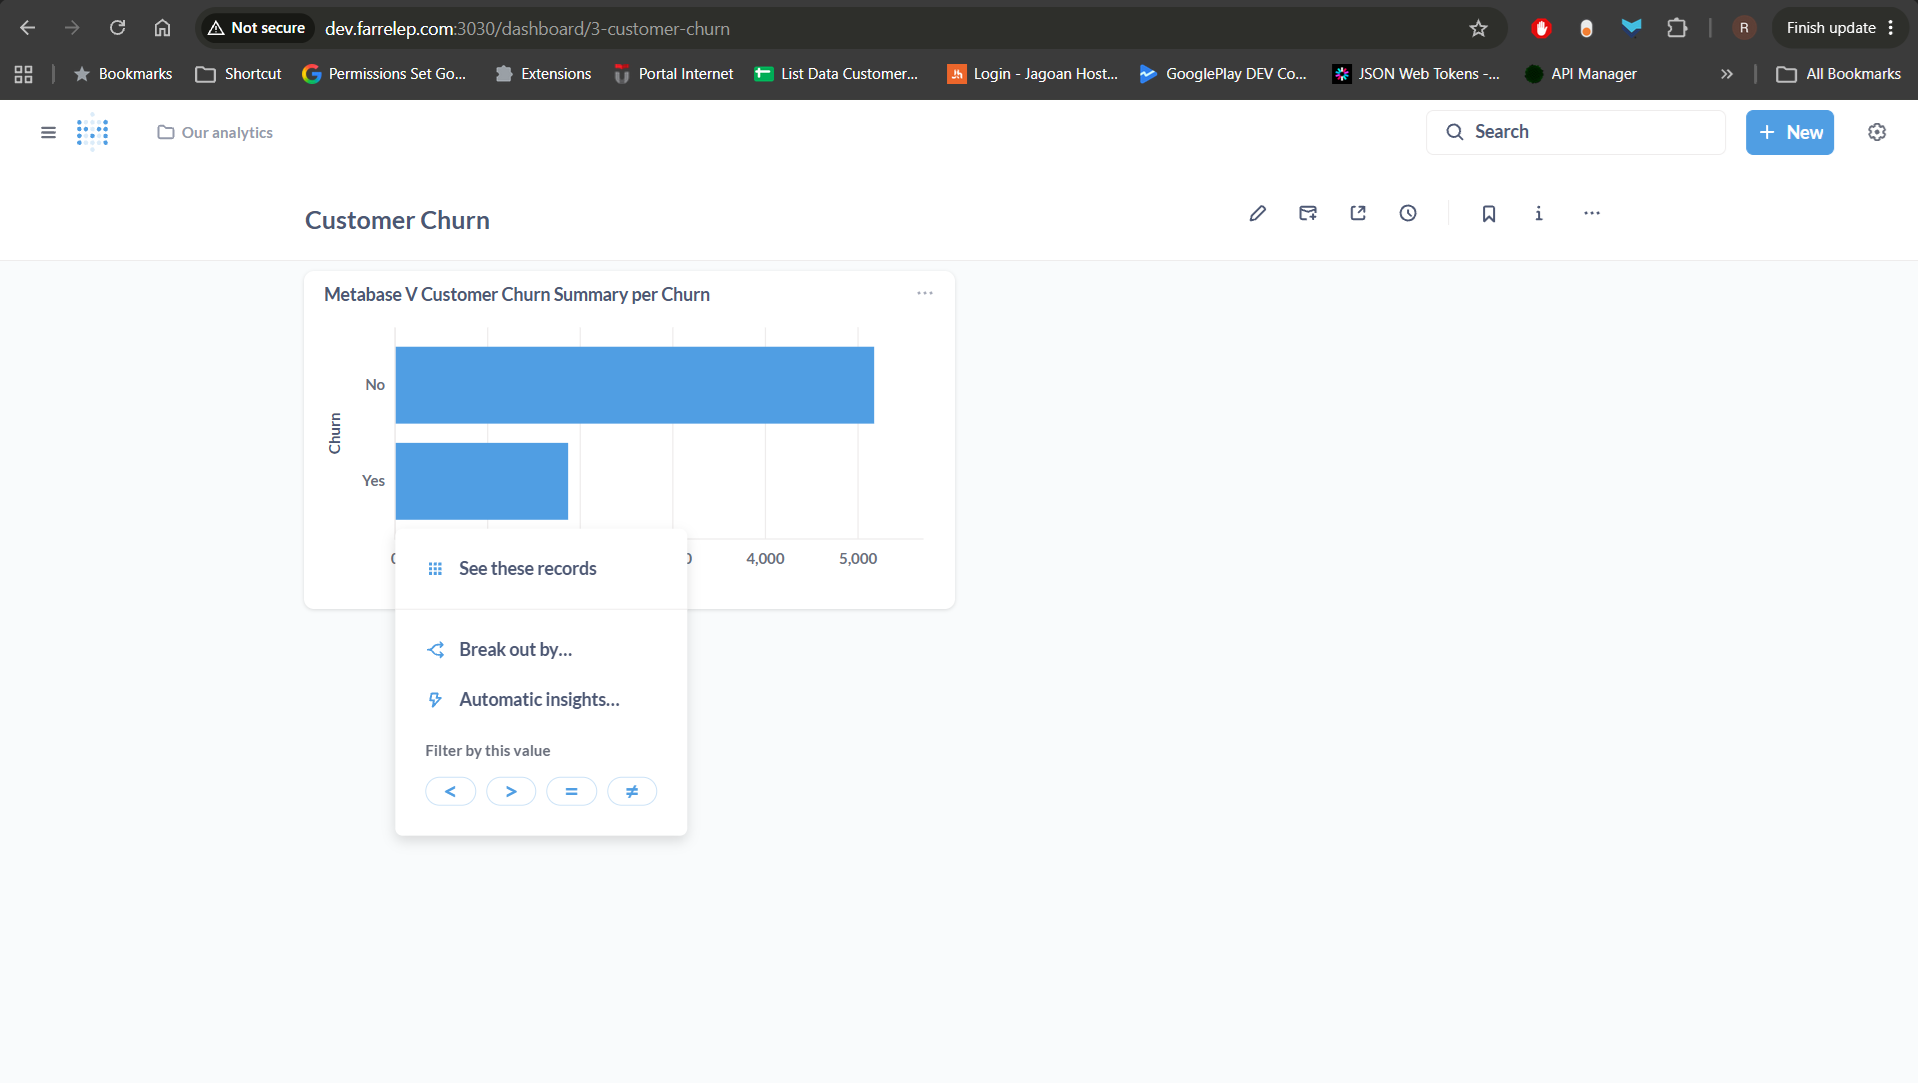 Not secure
dev.farrelep.com:3030/dashboard/3-customer-churn
R
Finish update
Bookmarks
Shortcut
Permissions Set Go...
Extensions
Portal Internet
List Data Customer...
Login - Jagoan Host...
GooglePlay DEV Co...
JSON Web Tokens -...
API Manager
All Bookmarks
Our analytics
Search
+ New
Customer Churn
Metabase V Customer Churn Summary per Churn
Churn
No
Yes
4,000
5,000
See these records
Break out by...
Automatic insights...
Filter by this value
< > = ≠